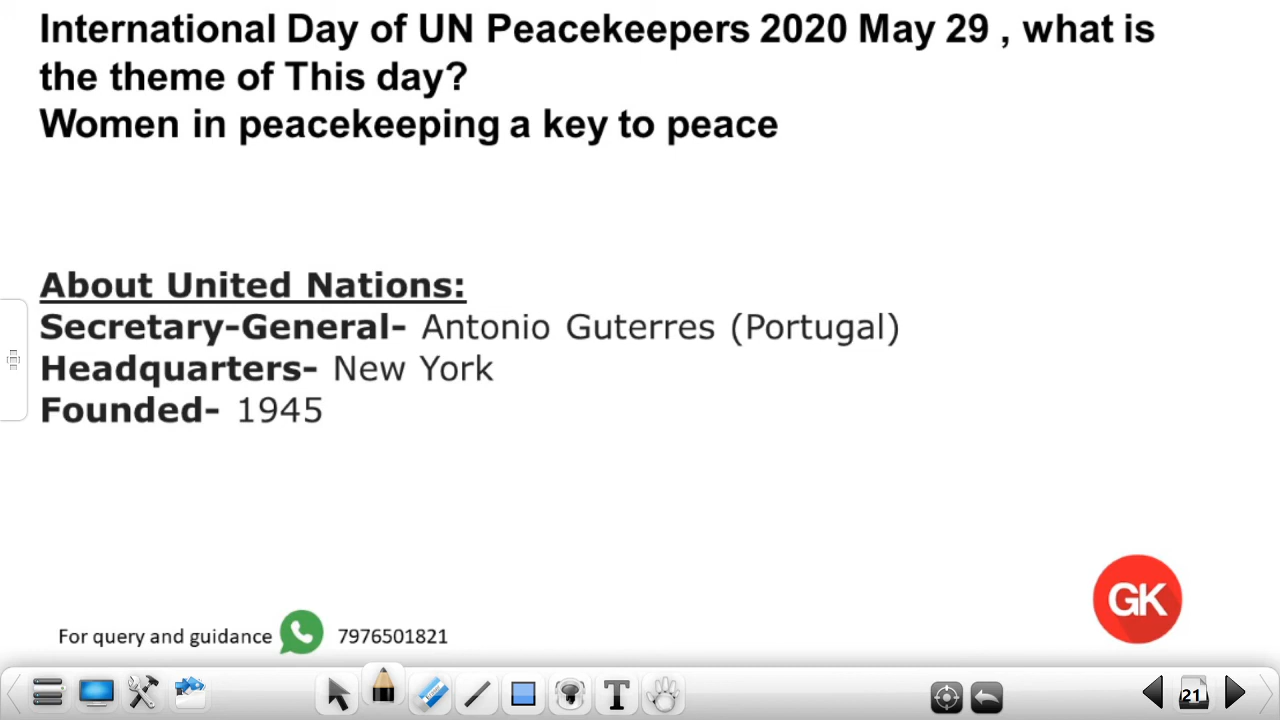 International Day of UN Peacekeepers 2020 May 29 , what is
the theme of This day?
Women in peacekeeping a key to peace
About United Nations:
Secretary-General- Antonio Guterres (Portugal)
Headquarters- New York
Founded- 1945
GK
For query and guidance 7976501821
T
21